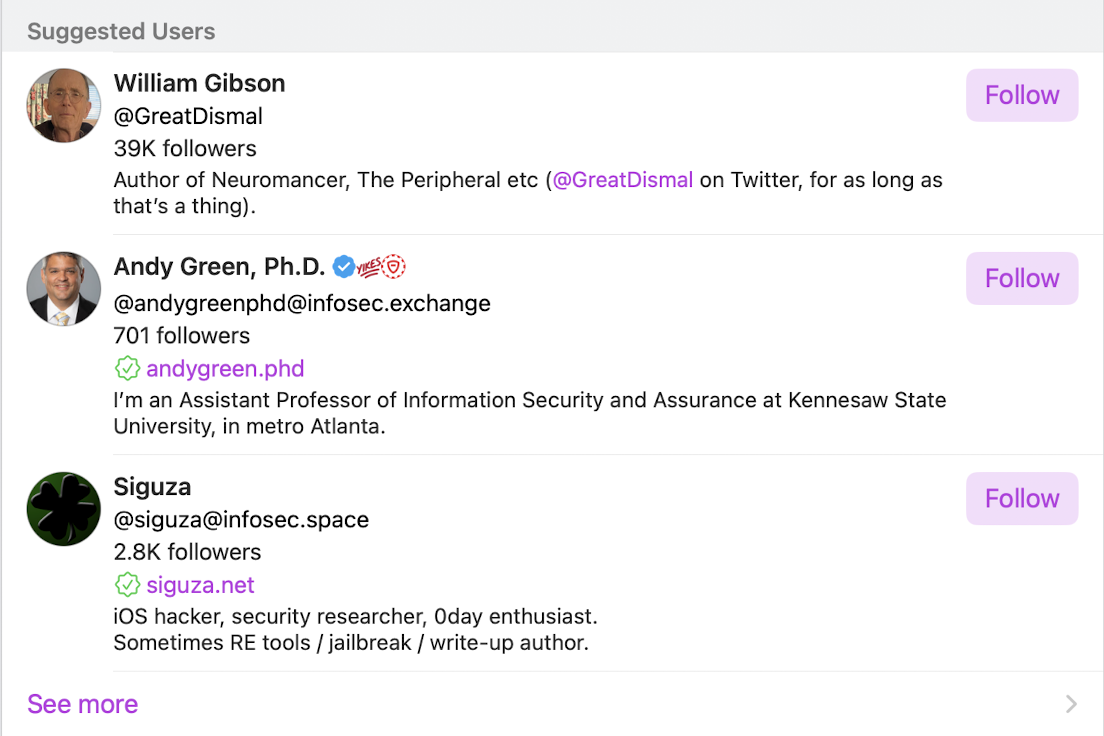 Suggested Users
William Gibson
Follow
@GreatDismal
39K followers
Author of Neuromancer, The Peripheral etc (@GreatDismal on Twitter, for as long as
that’s a thing).
Andy Green, Ph.D. YIKES
Follow
@andygreenphd@infosec.exchange
701 followers
andygreen.phd
I’m an Assistant Professor of Information Security and Assurance at Kennesaw State
University, in metro Atlanta.
Siguza
Follow
@siguza@infosec.space
2.8K followers
siguza.net
iOS hacker, security researcher, 0day enthusiast.
Sometimes RE tools / jailbreak / write-up author.
See more